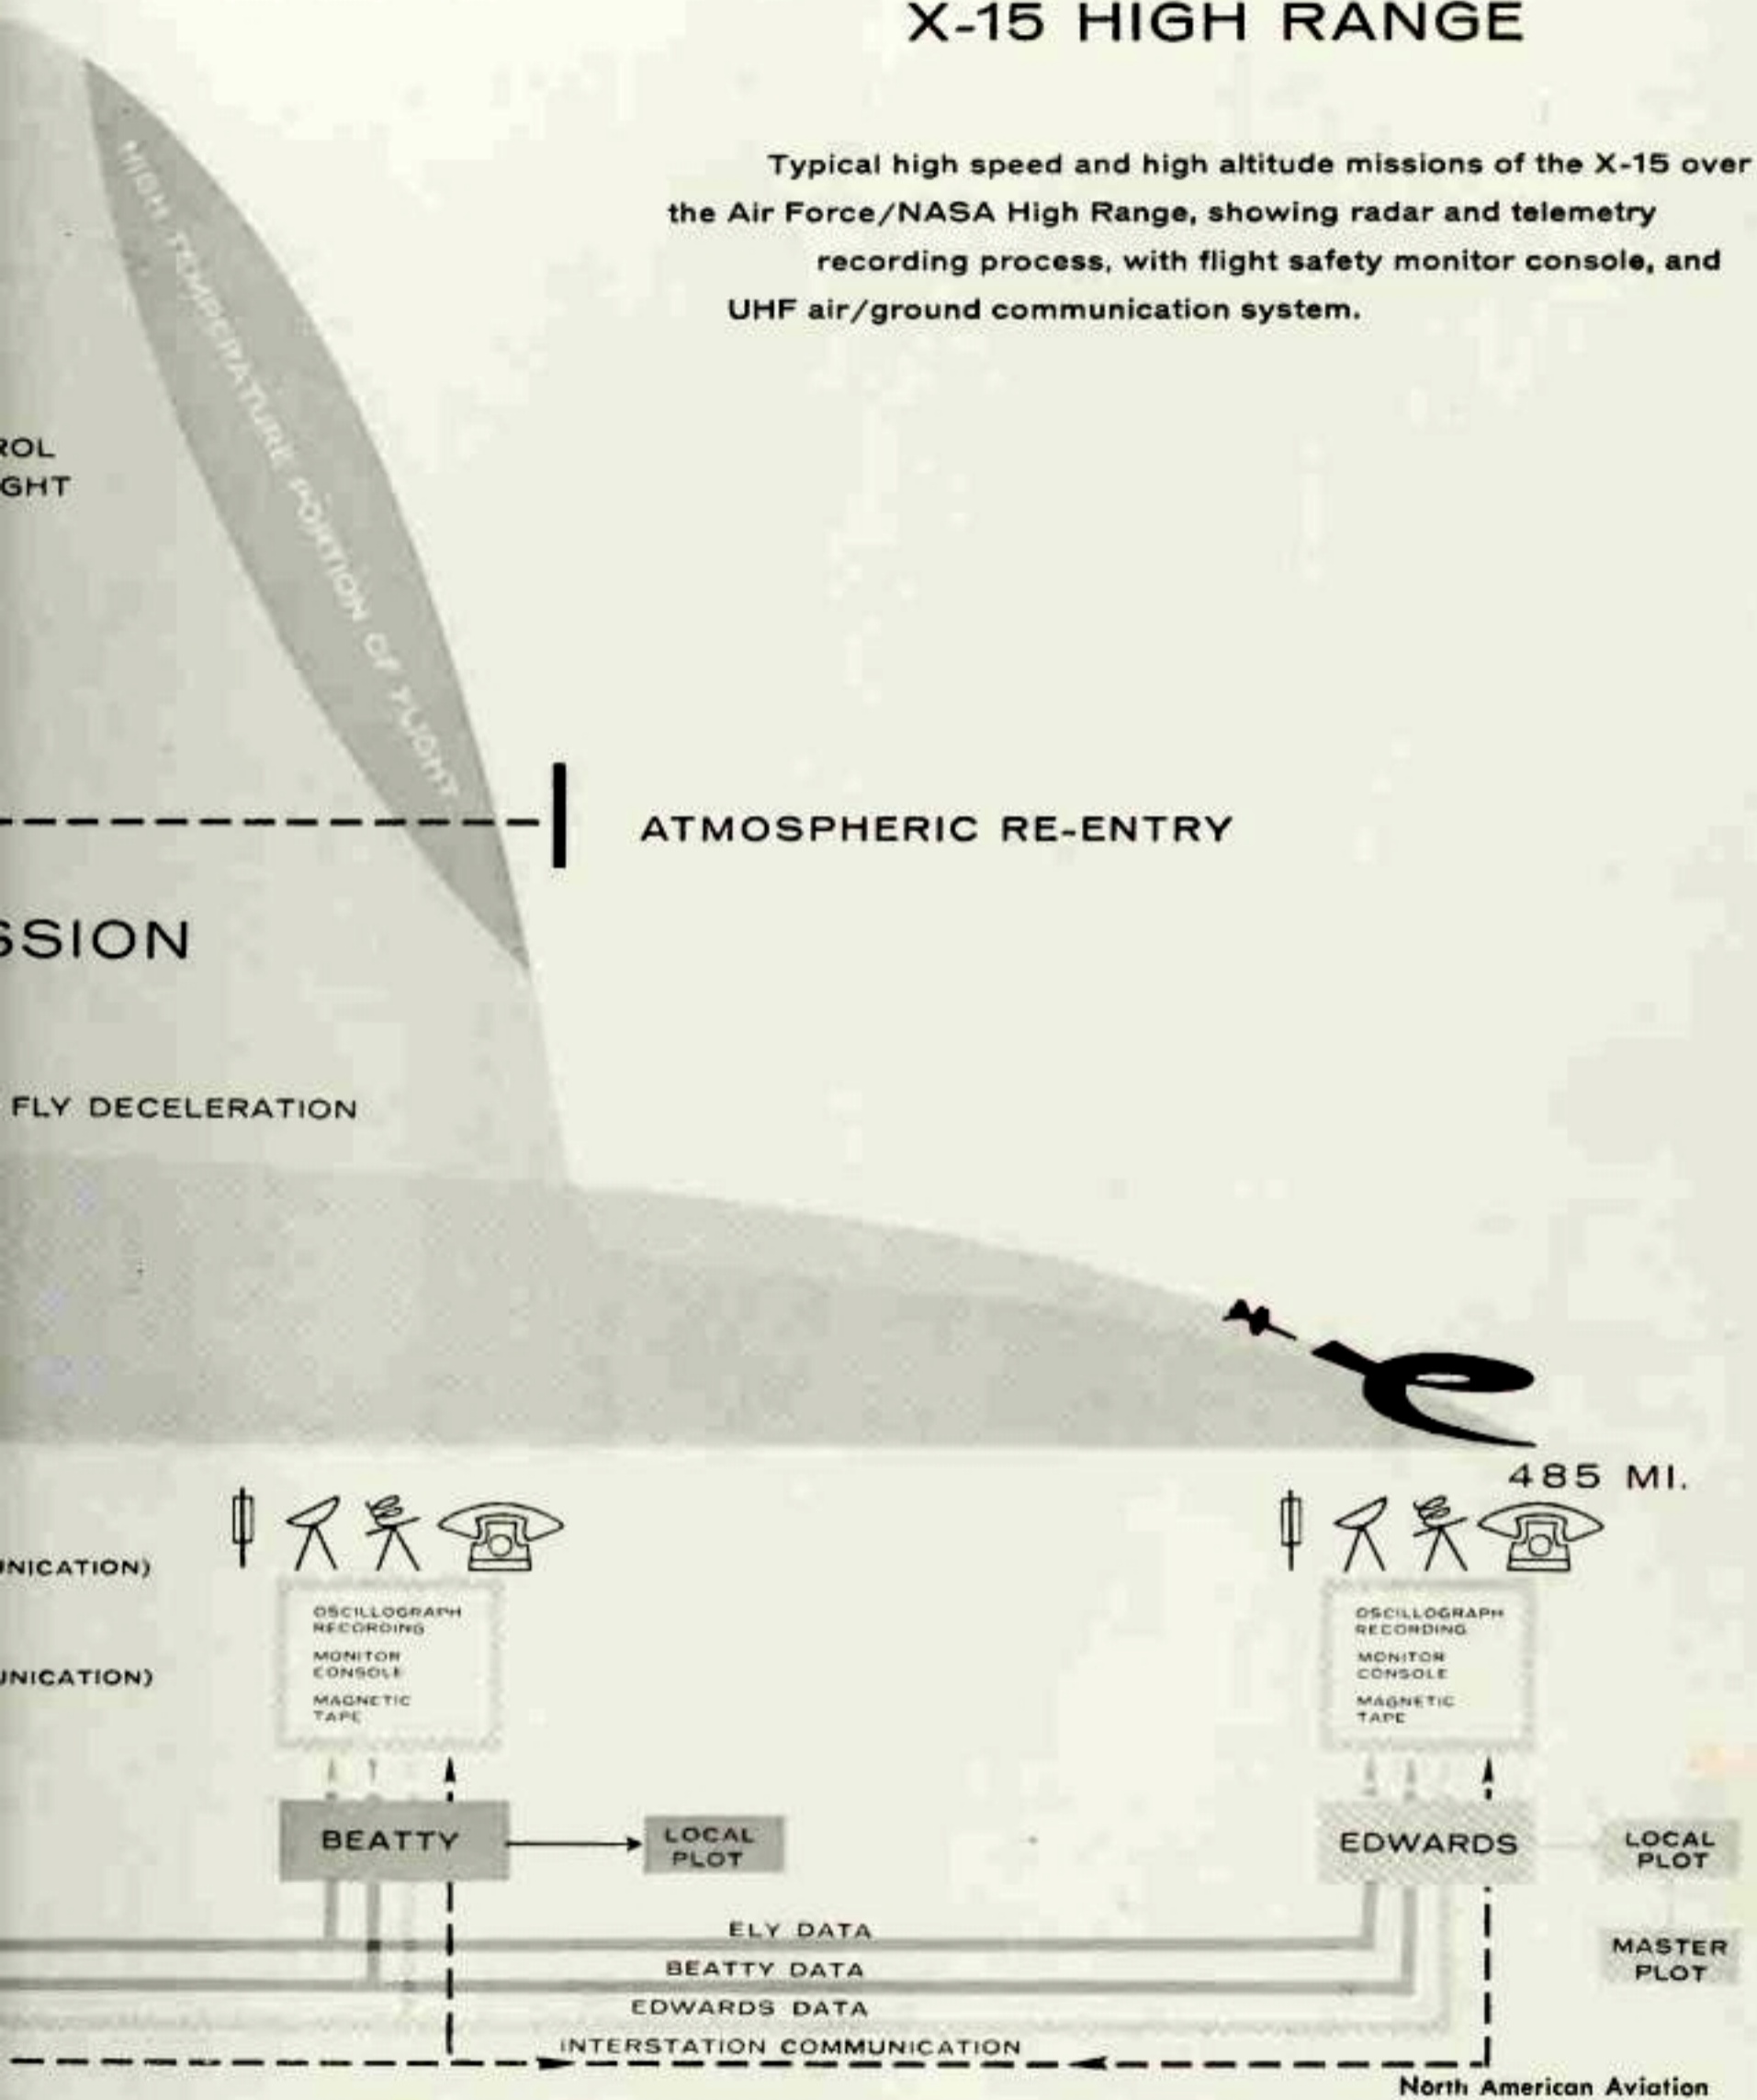 X-15 HIGH RANGE
Typical high speed and high altitude missions of the X-15 over
the Air Force/NASA High Range, showing radar and telemetry
recording process, with flight safety monitor console, and
UHF air/ground communication system.
HIGH TEMPERATURE PORTION OF FLIGHT
ROL
GHT
ATMOSPHERIC RE-ENTRY
SSION
FLY DECELERATION
485 MI.
UNICATION)
UNICATION)
OSCILLOGRAPH
RECORDING
MONITOR
CONSOLE
MAGNETIC
TAPE
OSCILLOGRAPH
RECORDING
MONITOR
CONSOLE
MAGNETIC
TAPE
BEATTY
LOCAL
PLOT
EDWARDS
LOCAL
PLOT
MASTER
PLOT
ELY DATA
BEATTY DATA
EDWARDS DATA
INTERSTATION COMMUNICATION
North American Aviation